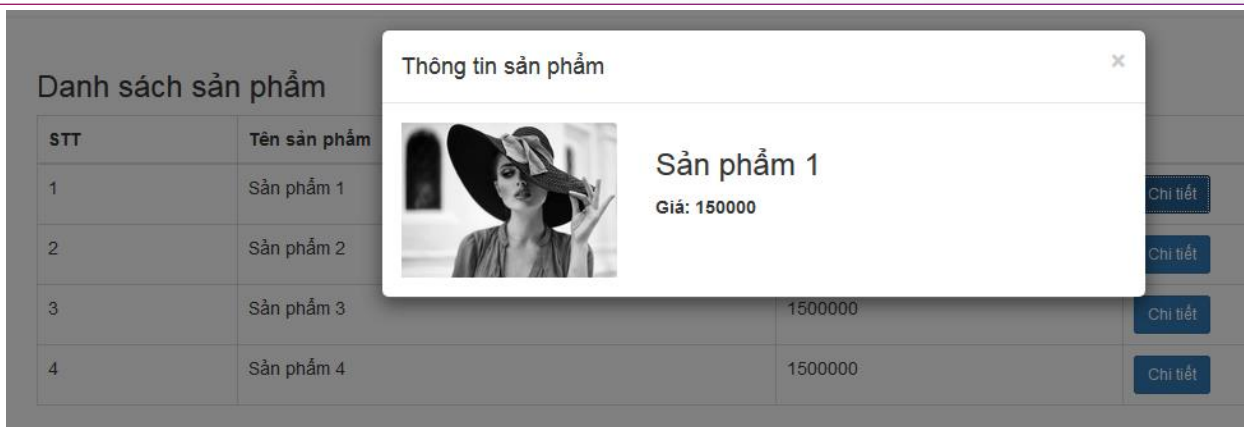 Danh sách sản phẩm
Thông tin sản phẩm
×
Sản phẩm 1
Giá: 150000
STT
Tên sản phẩm
1
Sản phẩm 1
Chi tiết
2
Sản phẩm 2
Chi tiết
3
Sản phẩm 3
1500000
Chi tiết
4
Sản phẩm 4
1500000
Chi tiết